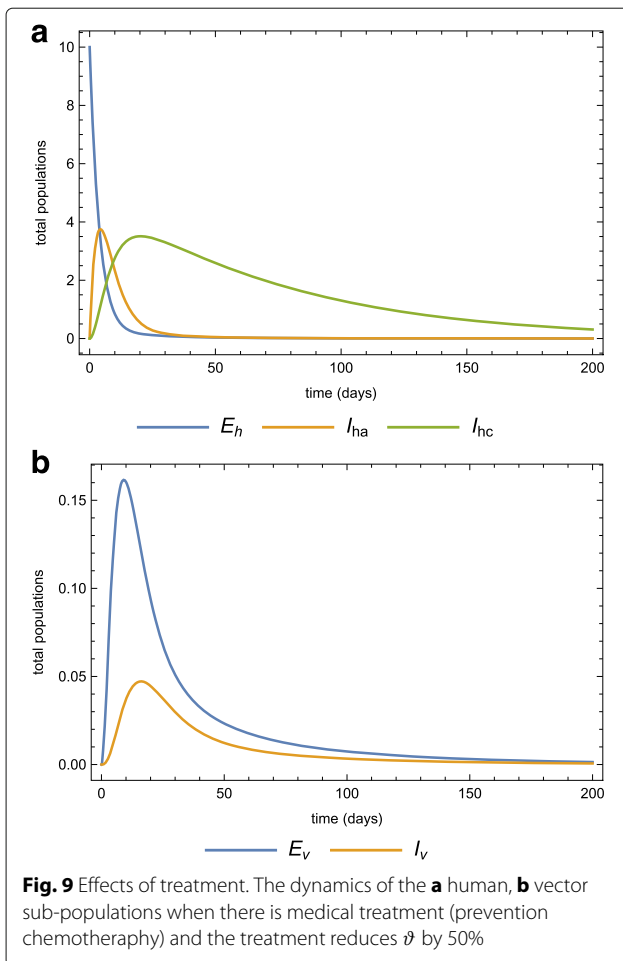 a
10
8
6
4
2
0
total populations
0 50 100 150 200
time (days)
Eh Iha Ihc
b
0.15
0.10
0.05
0.00
total populations
0 50 100 150 200
time (days)
Ev Iv
Fig. 9 Effects of treatment. The dynamics of the a human, b vector
sub-populations when there is medical treatment (prevention
chemotheraphy) and the treatment reduces ϑ by 50%